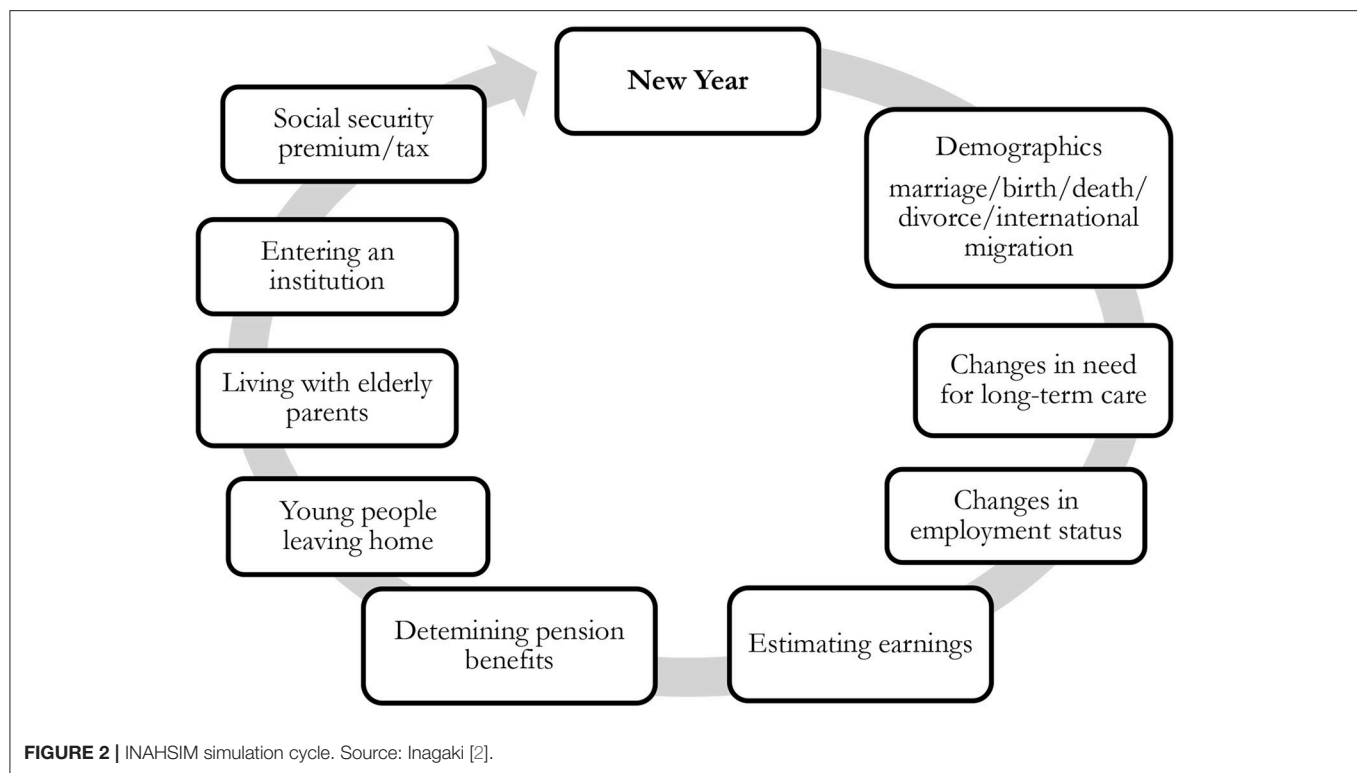 New Year
Demographics
marriage/birth/death/
divorce/international
migration
Changes in need
for long-term care
Changes in
employment status
Estimating earnings
Detemining pension
benefits
Young people
leaving home
Living with elderly
parents
Entering an
institution
Social security
premium/tax
FIGURE 2 | INAHSIM simulation cycle. Source: Inagaki [2].